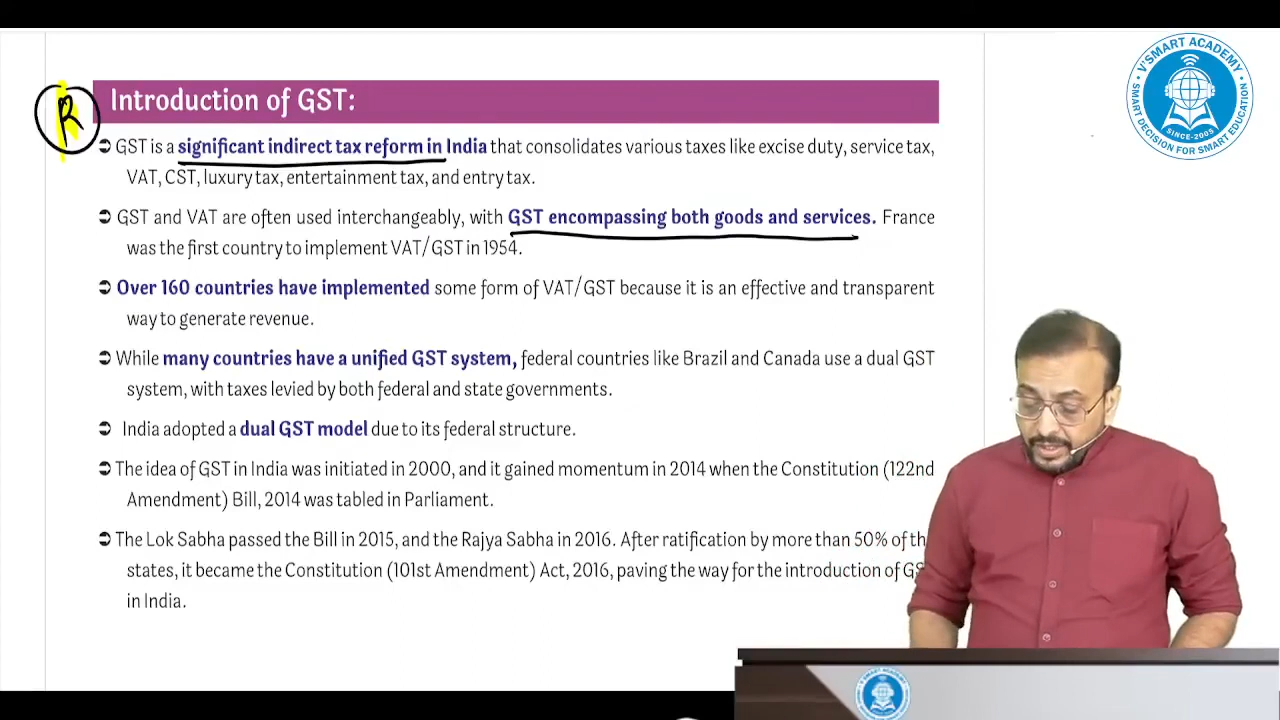 V'SMART ACADEMY
SMART DECISION FOR SMART EDUCATION
SINCE-2005
R
Introduction of GST:
➲ GST is a significant indirect tax reform in India that consolidates various taxes like excise duty, service tax,
VAT, CST, luxury tax, entertainment tax, and entry tax.
➲ GST and VAT are often used interchangeably, with GST encompassing both goods and services. France
was the first country to implement VAT/GST in 1954.
➲ Over 160 countries have implemented some form of VAT/GST because it is an effective and transparent
way to generate revenue.
➲ While many countries have a unified GST system, federal countries like Brazil and Canada use a dual GST
system, with taxes levied by both federal and state governments.
➲ India adopted a dual GST model due to its federal structure.
➲ The idea of GST in India was initiated in 2000, and it gained momentum in 2014 when the Constitution (122nd
Amendment) Bill, 2014 was tabled in Parliament.
➲ The Lok Sabha passed the Bill in 2015, and the Rajya Sabha in 2016. After ratification by more than 50% of
states, it became the Constitution (101st Amendment) Act, 2016, paving the way for the introduction of
in India.